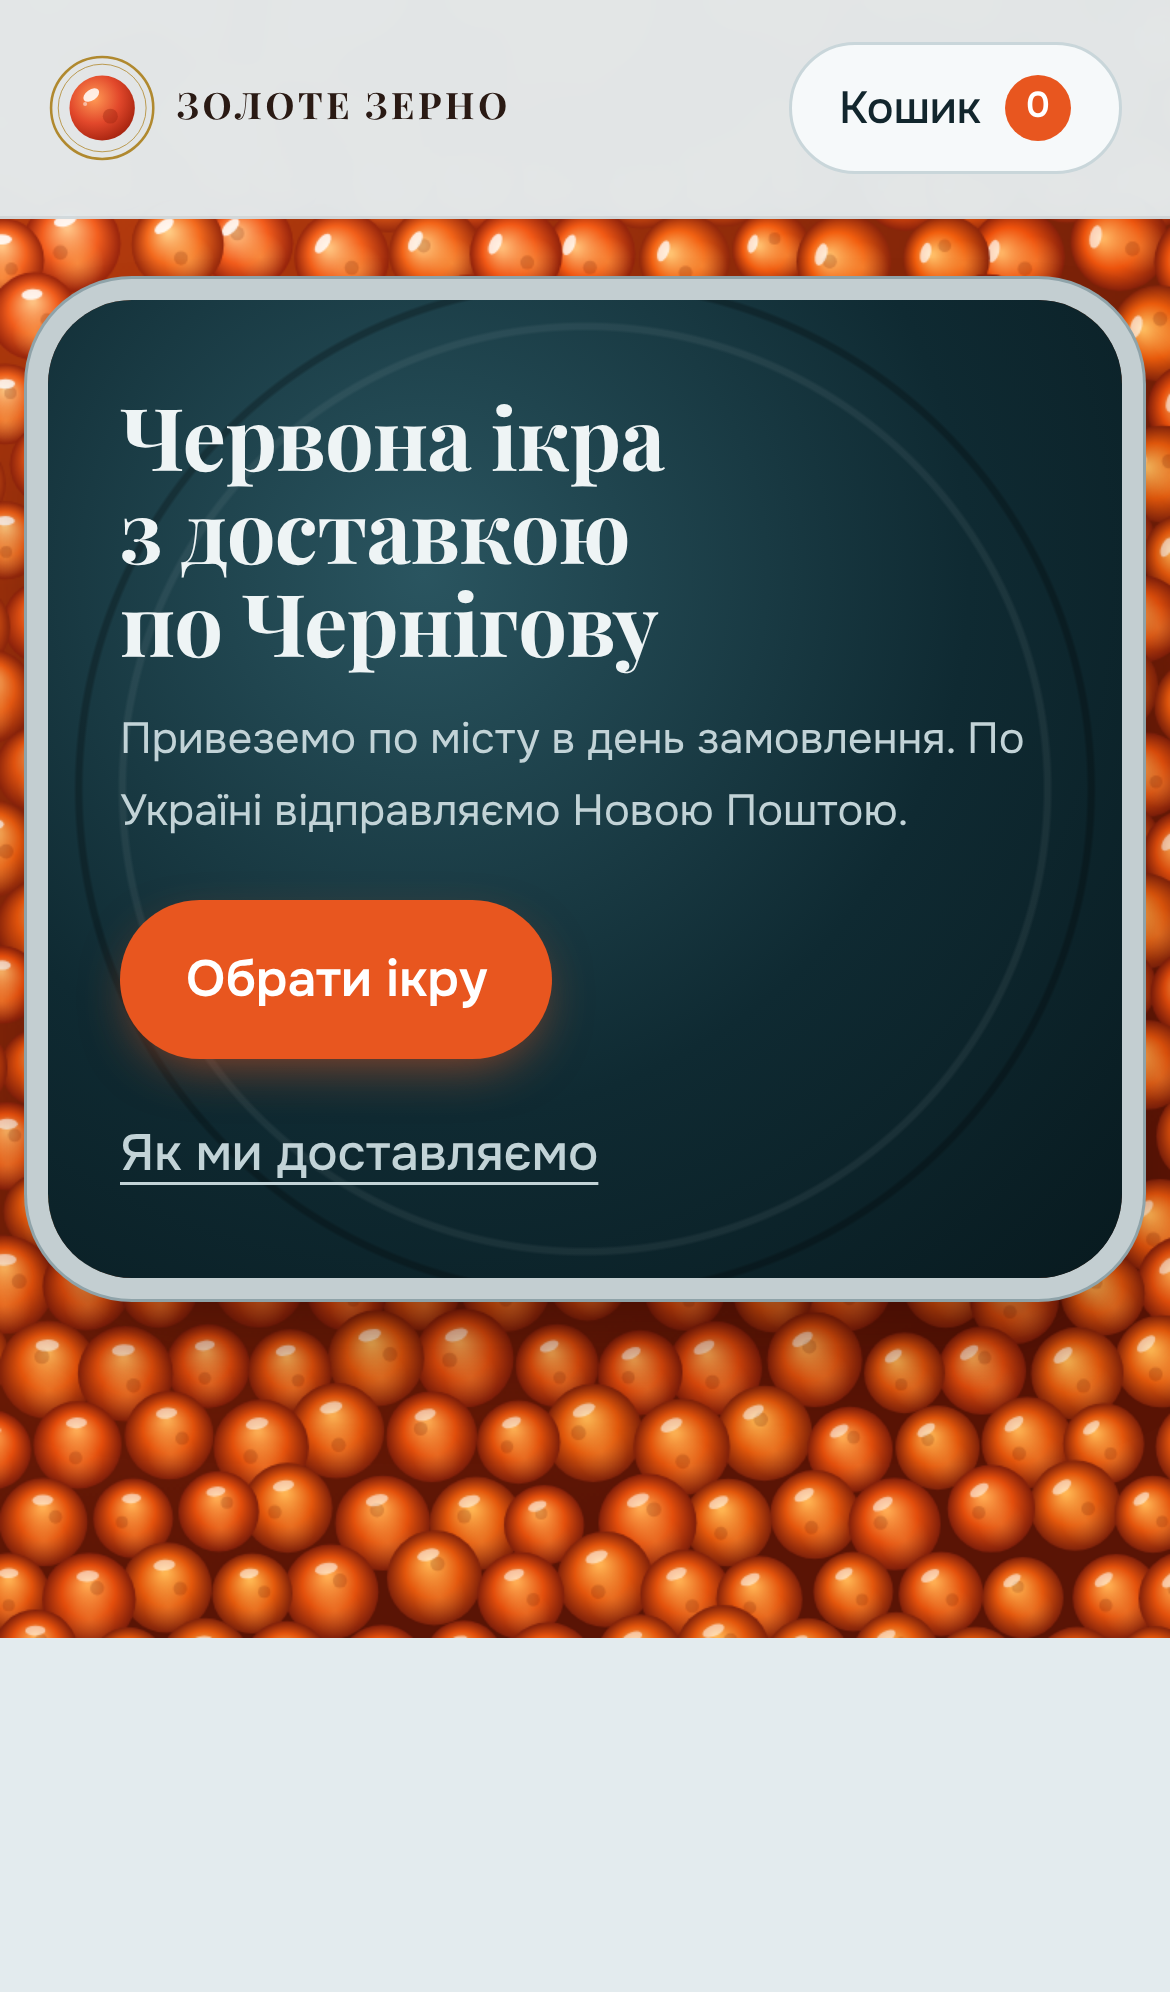 ЗОЛОТЕ ЗЕРНО
Кошик 0
Червона ікра
з доставкою
по Чернігову
Привеземо по місту в день замовлення. По
Україні відправляємо Новою Поштою.
Обрати ікру
Як ми доставляємо